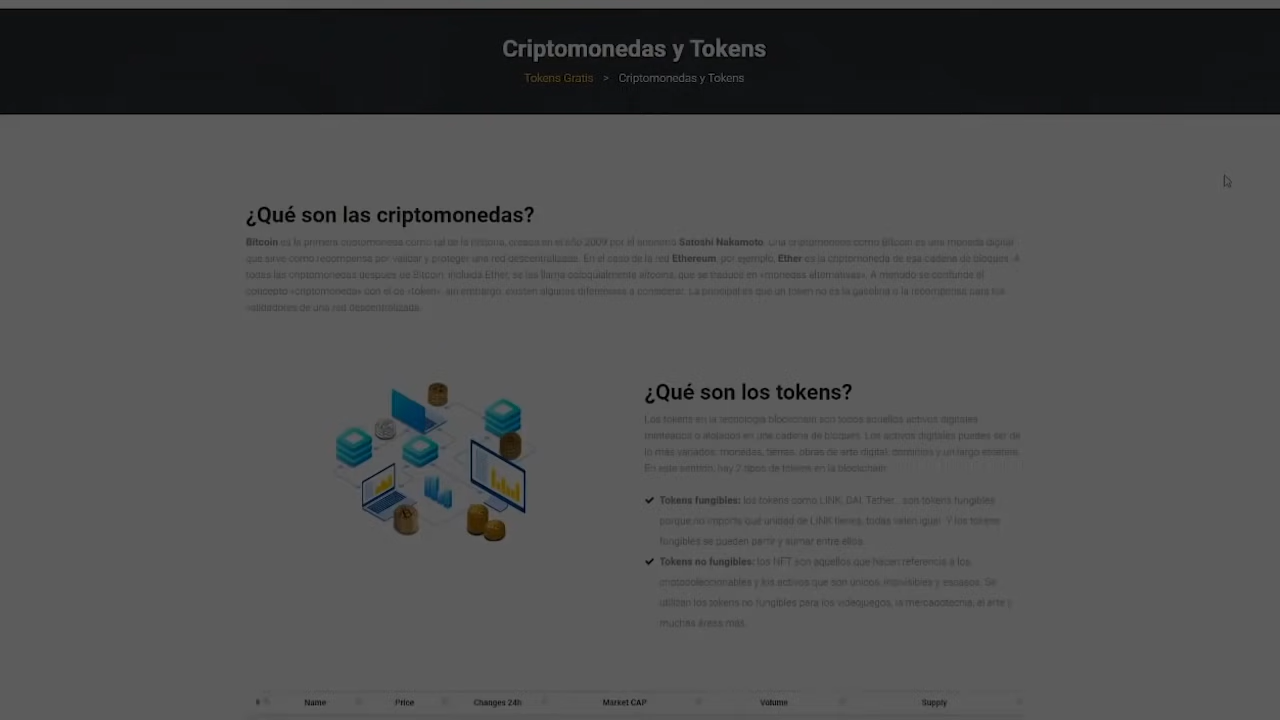 Criptomonedas y Tokens
Tokens Gratis > Criptomonedas y Tokens
¿Qué son las criptomonedas?
Bitcoin es la primera criptomoneda como tal de la historia, creada en el año 2009 por el anónimo Satoshi Nakamoto. Una criptomoneda como Bitcoin es una moneda digital
que sirve como recompensa por validar y proteger una red descentralizada. En el caso de la red Ethereum, por ejemplo, Ether es la criptomoneda de esa cadena de bloques. A
todas las criptomonedas después de Bitcoin, incluida Ether, se las llama coloquialmente altcoins, que se traduce en «monedas alternativas». A menudo se confunde el
concepto «criptomoneda» con el de «token», sin embargo, existen algunas diferencias a considerar. La principal es que un token no es la gasolina o la recompensa para los
validadores de una red descentralizada.
¿Qué son los tokens?
Los tokens en la tecnología blockchain son todos aquellos activos digitales
minteados o alojados en una cadena de bloques. Los activos digitales puedes ser de
lo más variados: monedas, tierras, obras de arte digital, dominios y un largo etcétera.
En este sentido, hay 2 tipos de tokens en la blockchain:
Tokens fungibles: los tokens como LINK, DAI, Tether... son tokens fungibles
porque no importa qué unidad de LINK tienes, todas valen igual. Y los tokens
fungibles se pueden partir y sumar entre ellos.
Tokens no fungibles: los NFT son aquellos que hacen referencia a los
criptocoleccionables y los activos que son únicos, indivisibles y escasos. Se
utilizan los tokens no fungibles para los videojuegos, la mercadotecnia, el arte y
muchas áreas más.
# Name Price Changes 24h Market CAP Volume Supply